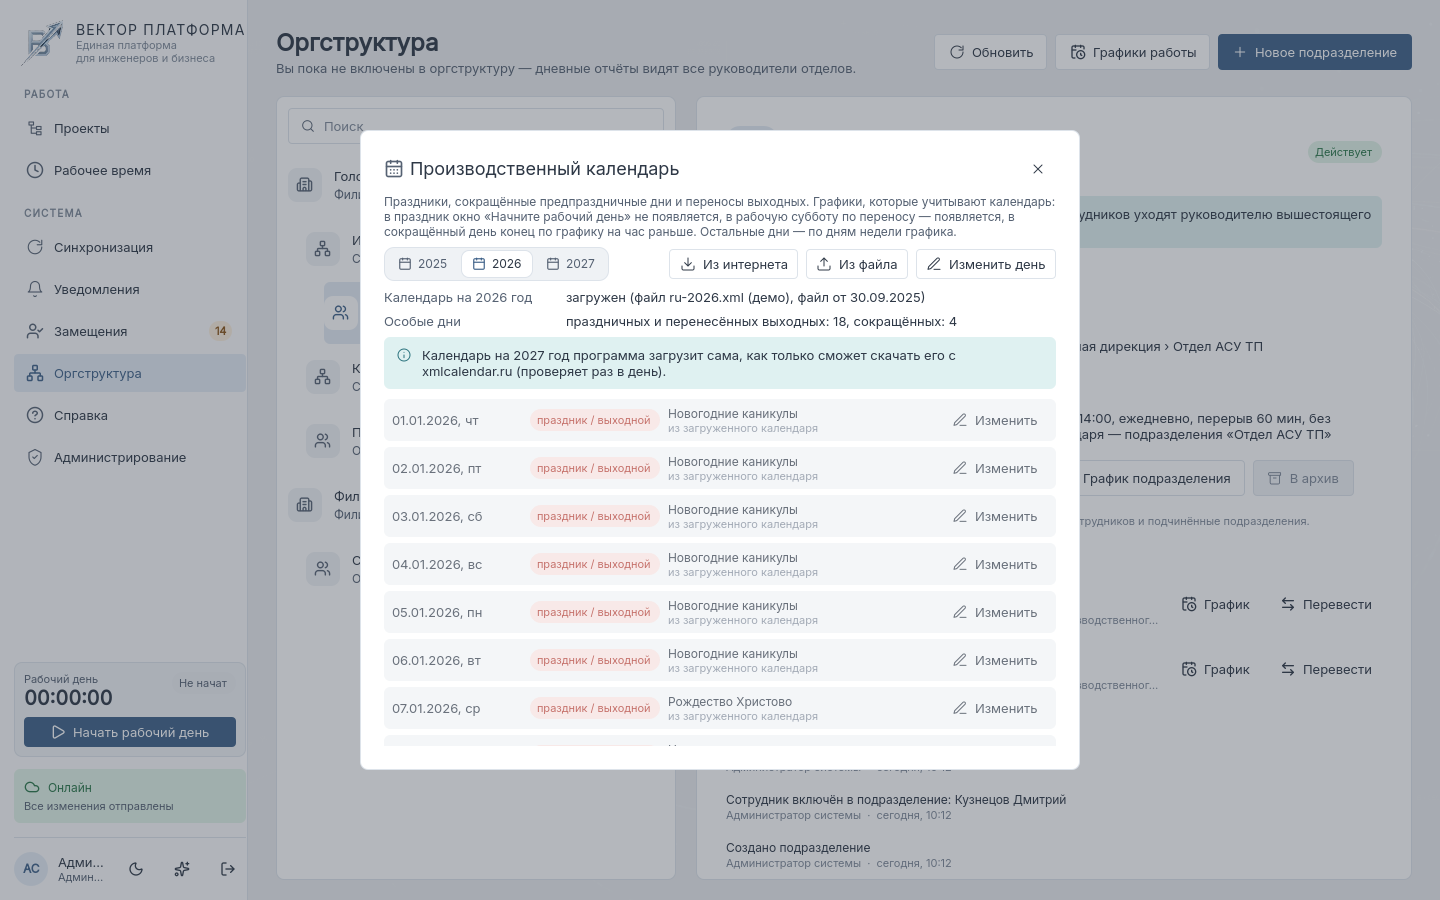 ВЕКТОР ПЛАТФОРМА
Единая платформа
для инженеров и бизнеса
РАБОТА
Проекты
Рабочее время
СИСТЕМА
Синхронизация
Уведомления
Замещения
14
Оргструктура
Справка
Администрирование
Рабочий день
Не начат
00:00:00
Начать рабочий день
Онлайн
Все изменения отправлены
АС
Адми...
Админ...
Оргструктура
Вы пока не включены в оргструктуру — дневные отчёты видят все руководители отделов.
Обновить
Графики работы
Новое подразделение
Поиск
Действует
уходят руководителю вышестоящего
дирекция › Отдел АСУ ТП
14:00, ежедневно, перерыв 60 мин, без
— подразделения «Отдел АСУ ТП»
График подразделения
В архив
и подчинённые подразделения.
График
Перевести
График
Перевести
Администратор системы · сегодня, 10:12
Сотрудник включён в подразделение: Кузнецов Дмитрий
Администратор системы · сегодня, 10:12
Создано подразделение
Администратор системы · сегодня, 10:12
Производственный календарь
Праздники, сокращённые предпраздничные дни и переносы выходных. Графики, которые учитывают календарь:
в праздник окно «Начните рабочий день» не появляется, в рабочую субботу по переносу — появляется, в
сокращённый день конец по графику на час раньше. Остальные дни — по дням недели графика.
2025
2026
2027
Из интернета
Из файла
Изменить день
Календарь на 2026 год
загружен (файл ru-2026.xml (демо), файл от 30.09.2025)
Особые дни
праздничных и перенесённых выходных: 18, сокращённых: 4
Календарь на 2027 год программа загрузит сама, как только сможет скачать его с
xmlcalendar.ru (проверяет раз в день).
01.01.2026, чт
праздник / выходной
Новогодние каникулы
из загруженного календаря
Изменить
02.01.2026, пт
праздник / выходной
Новогодние каникулы
из загруженного календаря
Изменить
03.01.2026, сб
праздник / выходной
Новогодние каникулы
из загруженного календаря
Изменить
04.01.2026, вс
праздник / выходной
Новогодние каникулы
из загруженного календаря
Изменить
05.01.2026, пн
праздник / выходной
Новогодние каникулы
из загруженного календаря
Изменить
06.01.2026, вт
праздник / выходной
Новогодние каникулы
из загруженного календаря
Изменить
07.01.2026, ср
праздник / выходной
Рождество Христово
из загруженного календаря
Изменить